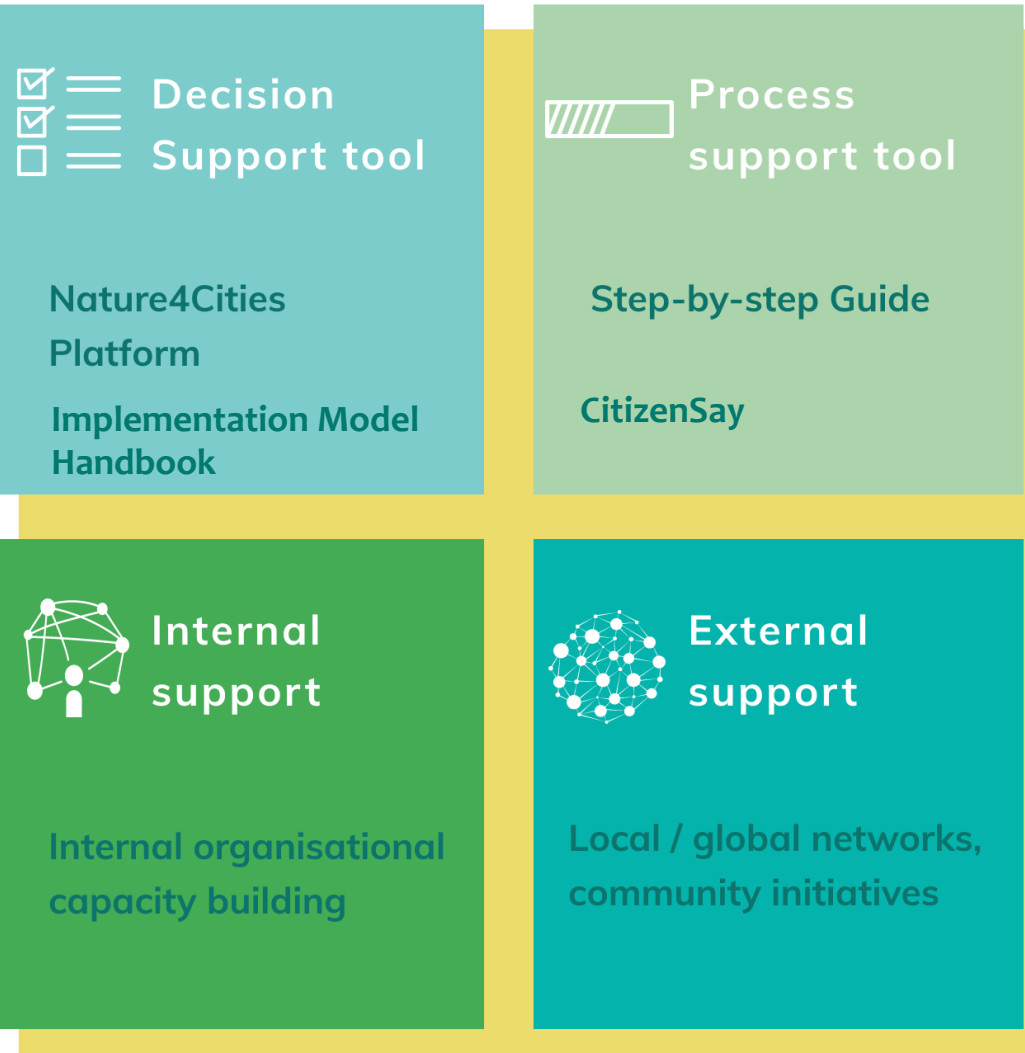 Decision
Support tool
Nature4Cities
Platform
Implementation Model
Handbook
Process
support tool
Step-by-step Guide
CitizenSay
Internal
support
Internal organisational
capacity building
External
support
Local / global networks,
community initiatives